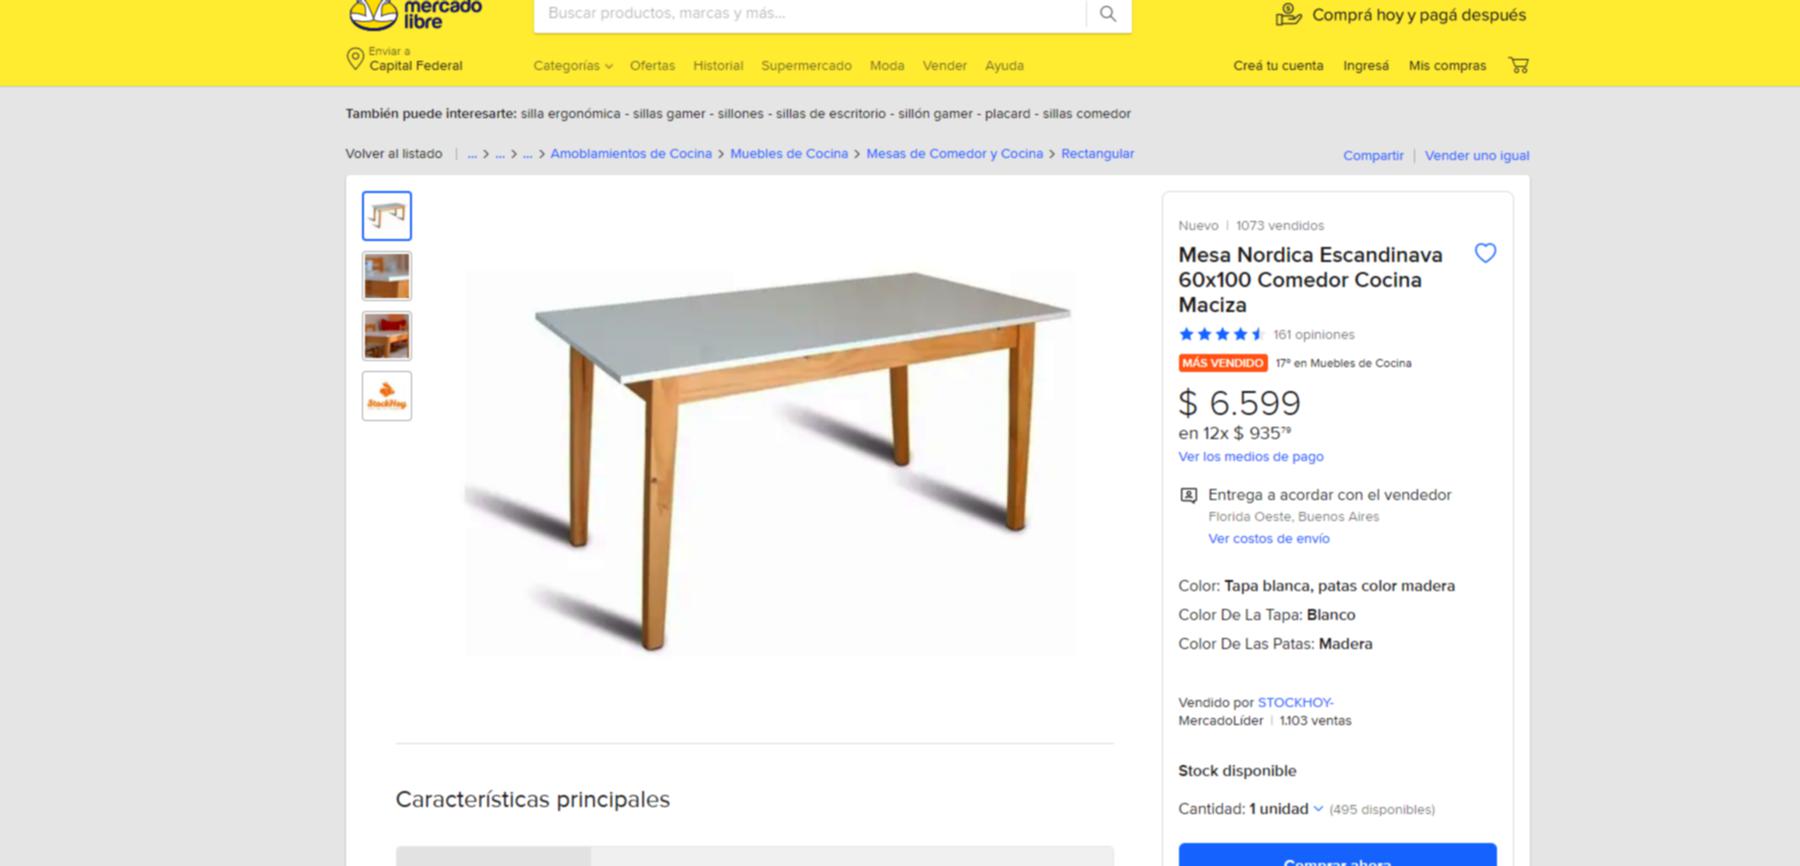 mercado
libre
Buscar productos, marcas y más...
Comprá hoy y pagá después
Enviar a
Capital Federal
Categorías Ofertas Historial Supermercado Moda Vender Ayuda
Creá tu cuenta Ingresá Mis compras
También puede interesarte: silla ergonómica - sillas gamer - sillones - sillas de escritorio - sillón gamer - placard - sillas comedor
Volver al listado | ... > ... > ... > Amoblamientos de Cocina > Muebles de Cocina > Mesas de Comedor y Cocina > Rectangular
Compartir | Vender uno igual
StockHoy
Nuevo | 1073 vendidos
Mesa Nordica Escandinava
60x100 Comedor Cocina
Maciza
161 opiniones
MÁS VENDIDO 17º en Muebles de Cocina
$ 6.599
en 12x $ 935⁷⁹
Ver los medios de pago
Entrega a acordar con el vendedor
Florida Oeste, Buenos Aires
Ver costos de envío
Color: Tapa blanca, patas color madera
Color De La Tapa: Blanco
Color De Las Patas: Madera
Vendido por STOCKHOY-
MercadoLíder | 1.103 ventas
Stock disponible
Cantidad: 1 unidad (495 disponibles)
Comprar ahora
Características principales